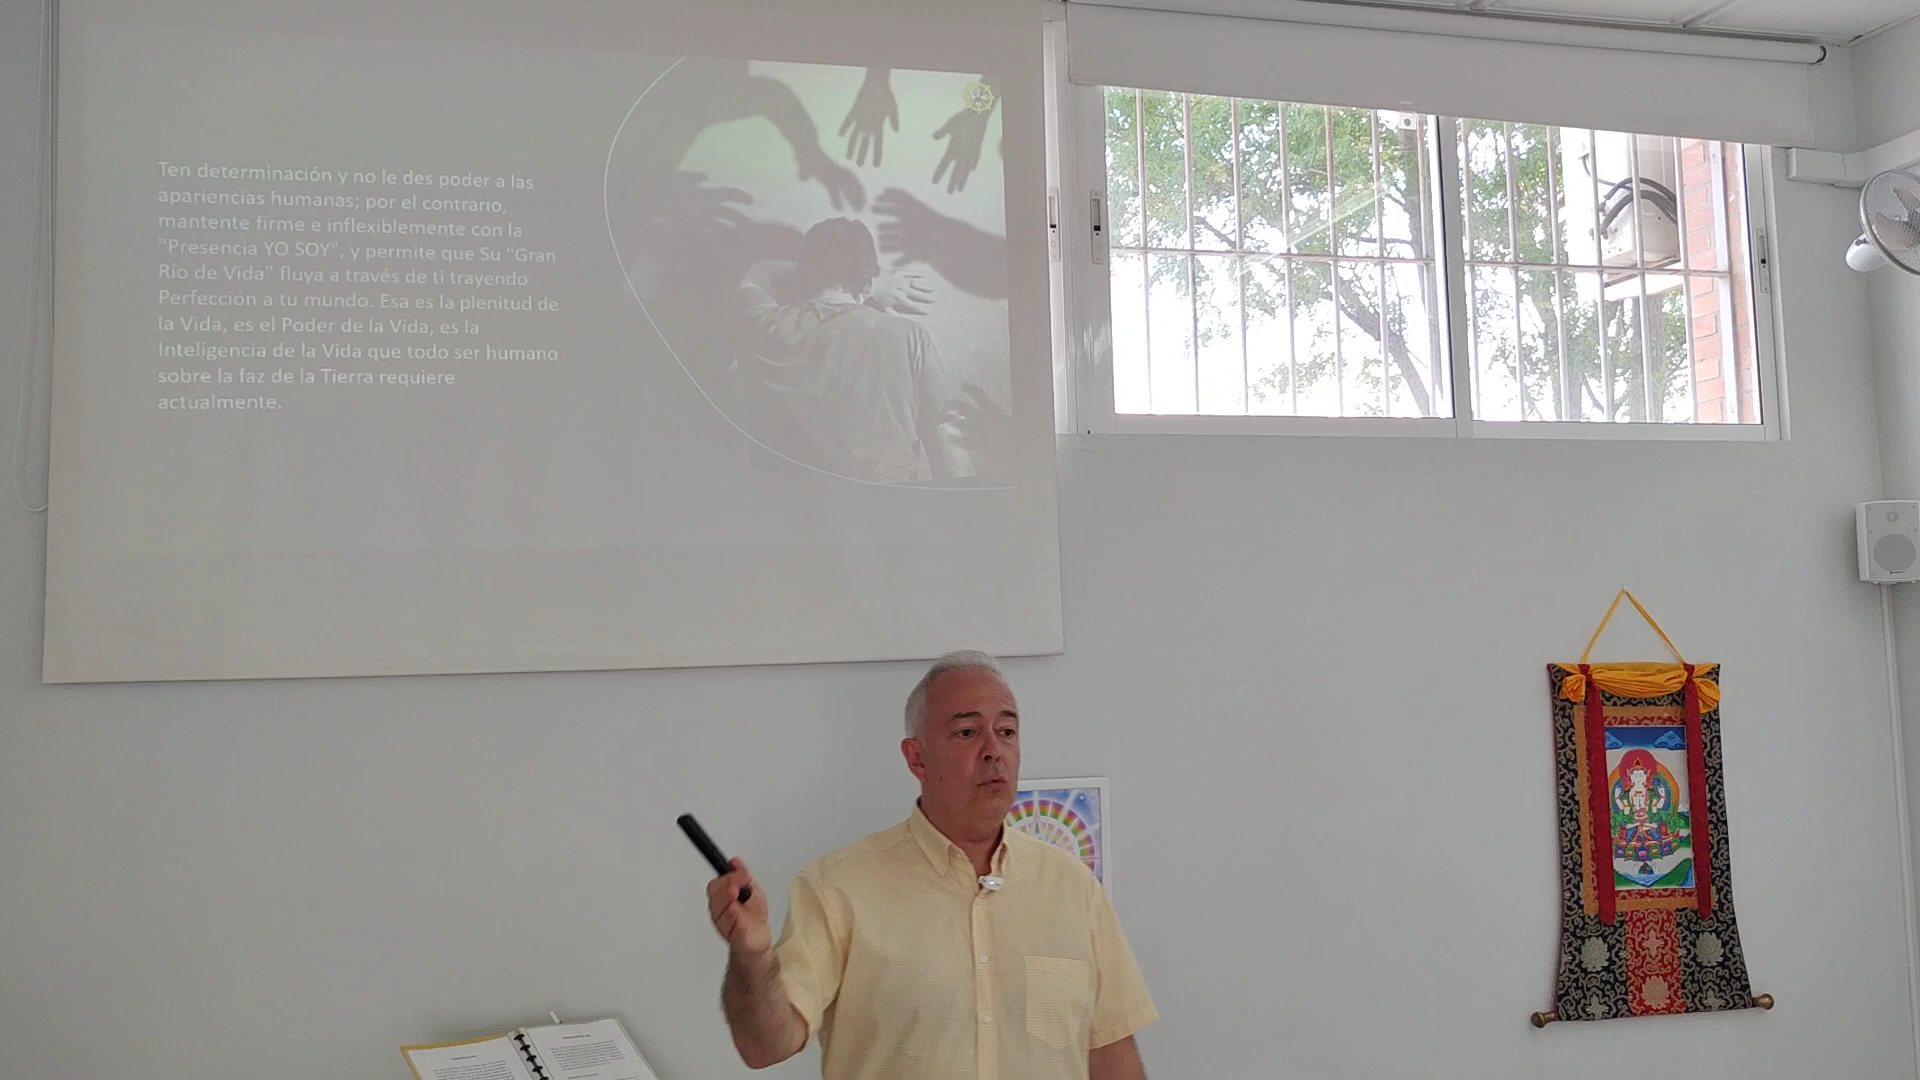 Ten determinación y no le des poder a las
apariencias humanas; por el contrario,
mantente firme e inflexiblemente con la
"Presencia YO SOY", y permite que Su "Gran
Río de Vida" fluya a través de ti trayendo
Perfección a tu mundo. Esa es la plenitud de
la Vida, es el Poder de la Vida, es la
Inteligencia de la Vida que todo ser humano
sobre la faz de la Tierra requiere
actualmente.